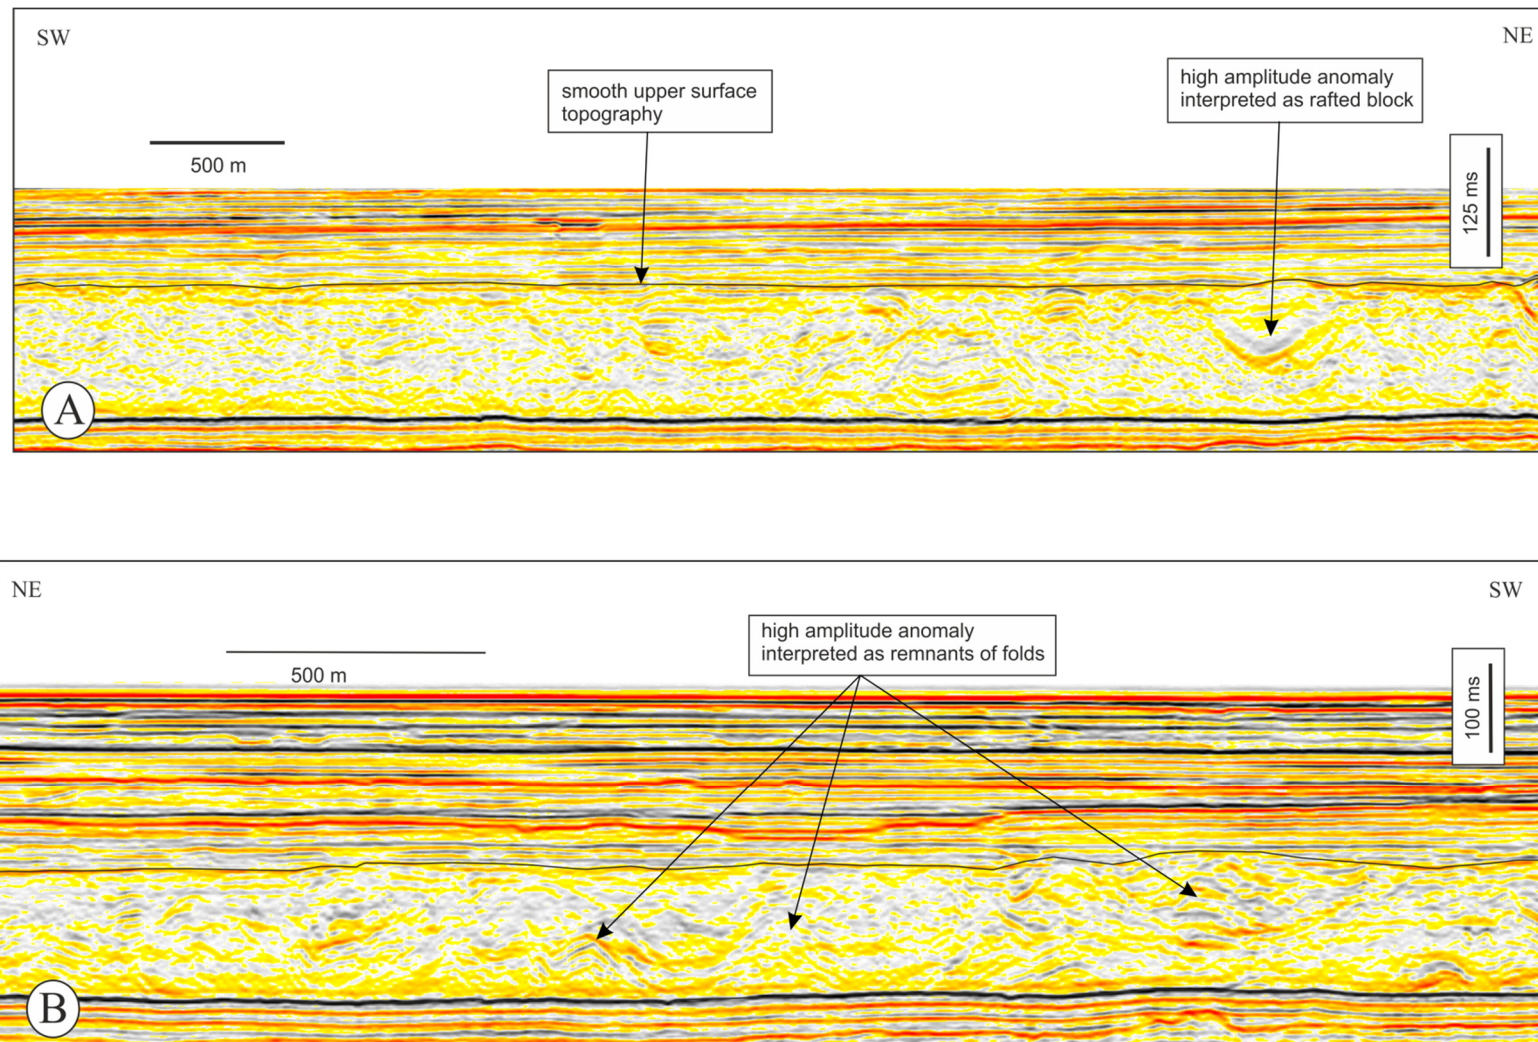 SW
NE
smooth upper surface
topography
high amplitude anomaly
interpreted as rafted block
500 m
125 ms
A
NE
SW
high amplitude anomaly
interpreted as remnants of folds
500 m
100 ms
B